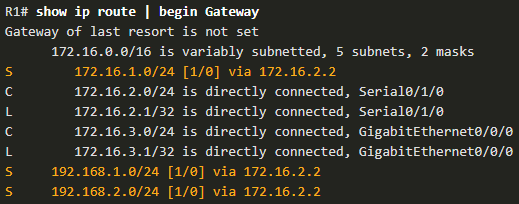 R1# show ip route | begin Gateway
Gateway of last resort is not set
172.16.0.0/16 is variably subnetted, 5 subnets, 2 masks
S 172.16.1.0/24 [1/0] via 172.16.2.2
C 172.16.2.0/24 is directly connected, Serial0/1/0
L 172.16.2.1/32 is directly connected, Serial0/1/0
C 172.16.3.0/24 is directly connected, GigabitEthernet0/0/0
L 172.16.3.1/32 is directly connected, GigabitEthernet0/0/0
S 192.168.1.0/24 [1/0] via 172.16.2.2
S 192.168.2.0/24 [1/0] via 172.16.2.2